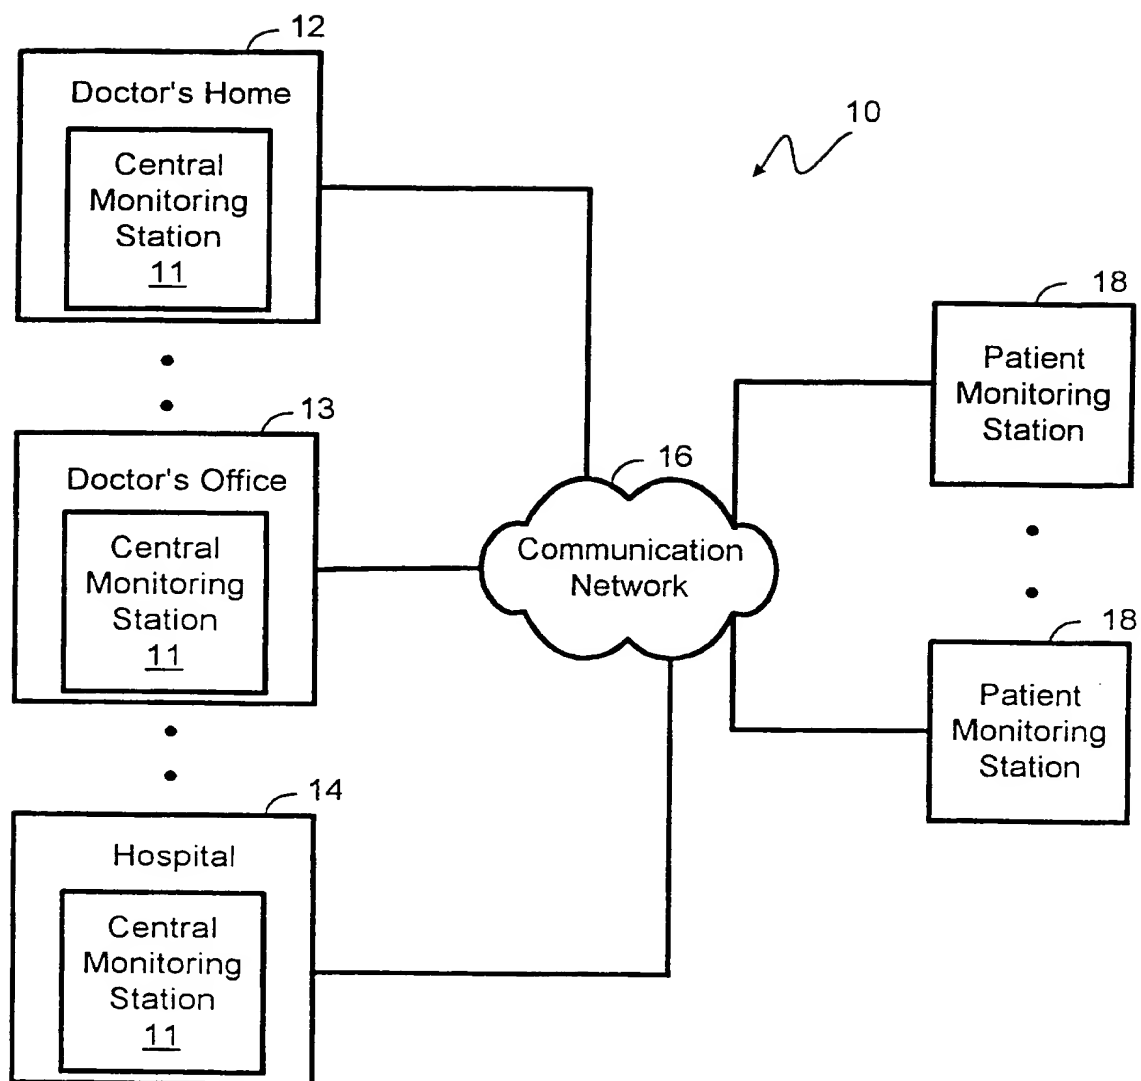 12
Doctor's Home
Central
Monitoring
Station
11
10
13
Doctor's Office
Central
Monitoring
Station
11
16
Communication
Network
18
Patient
Monitoring
Station
18
Patient
Monitoring
Station
14
Hospital
Central
Monitoring
Station
11